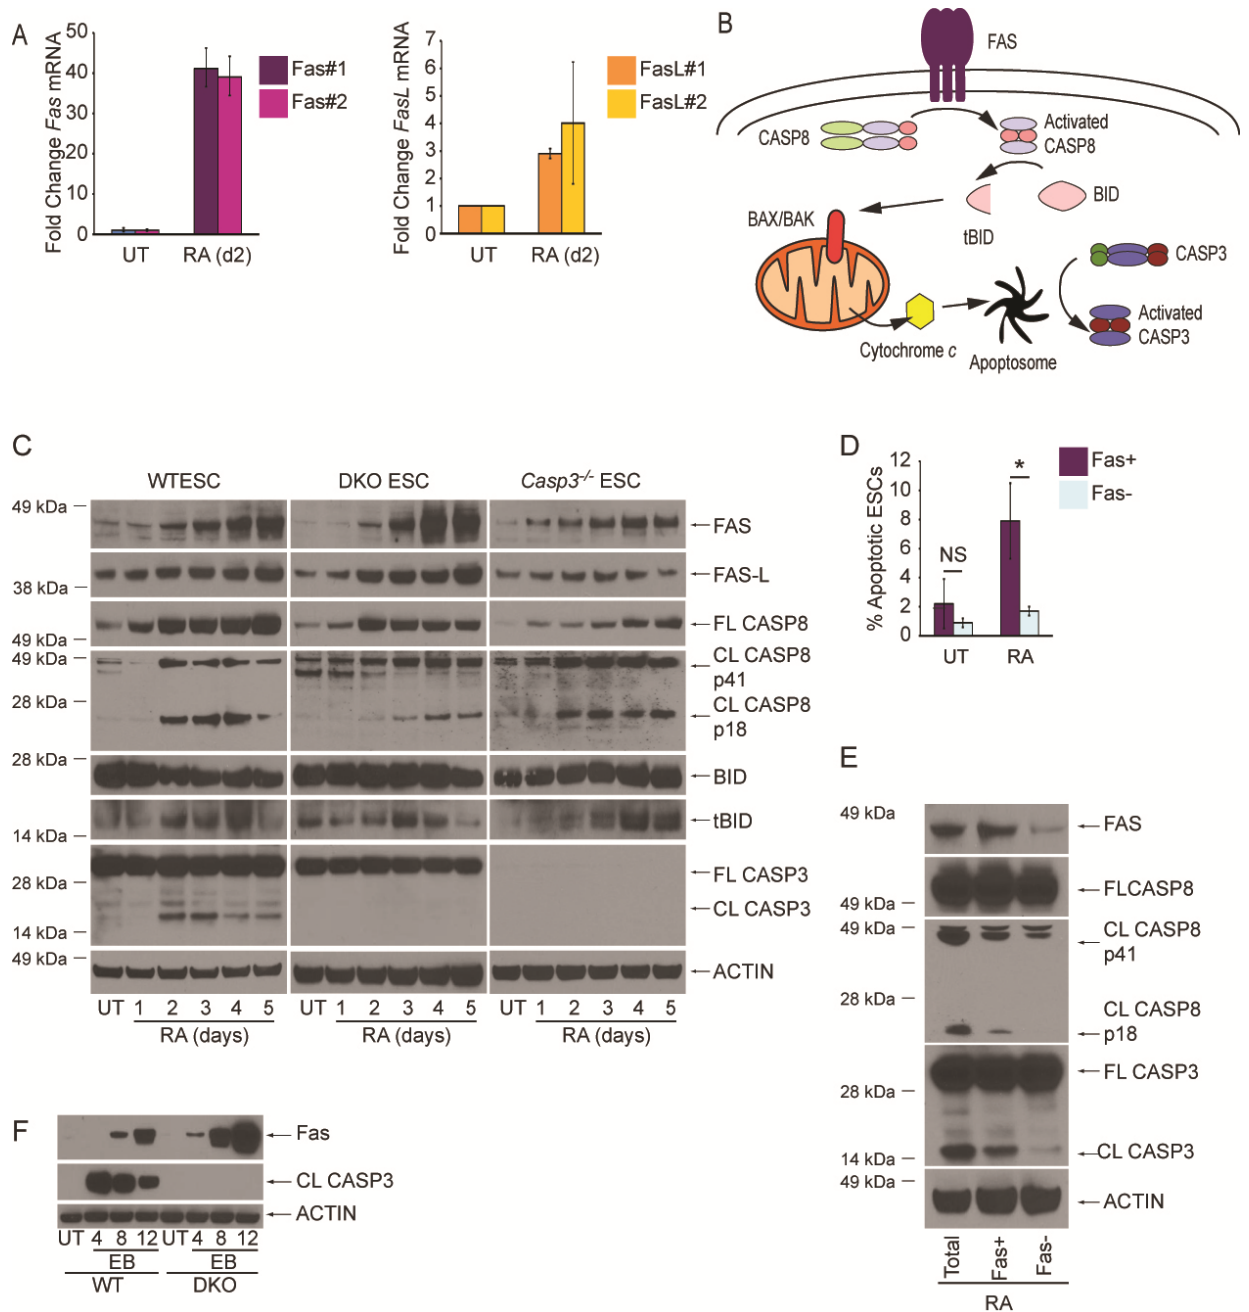 A
Fold Change Fas mRNA
50
40
30
20
10
0
UT
RA (d2)
Fas#1
Fas#2
Fold Change FasL mRNA
7
6
5
4
3
2
1
0
UT
RA (d2)
FasL#1
FasL#2
B
FAS
CASP8
Activated
CASP8
BID
tBID
BAX/BAK
CASP3
Activated
CASP3
Cytochrome c
Apoptosome
C
WTESC
DKO ESC
Casp3-/- ESC
49 kDa
FAS
FAS-L
38 kDa
FL CASP8
49 kDa
49 kDa
CL CASP8
p41
28 kDa
CL CASP8
p18
28 kDa
BID
tBID
14 kDa
FL CASP3
28 kDa
CL CASP3
14 kDa
49 kDa
ACTIN
UT 1 2 3 4 5
RA (days)
UT 1 2 3 4 5
RA (days)
UT 1 2 3 4 5
RA (days)
D
% Apoptotic ESCs
12
10
8
6
4
2
0
NS
*
UT
RA
Fas+
Fas-
E
49 kDa
FAS
FLCASP8
49 kDa
49 kDa
CL CASP8
p41
28 kDa
CL CASP8
p18
FL CASP3
28 kDa
CL CASP3
14 kDa
49 kDa
ACTIN
Total
Fas+
Fas-
RA
F
Fas
CL CASP3
ACTIN
UT 4 8 12 UT 4 8 12
EB
EB
WT
DKO